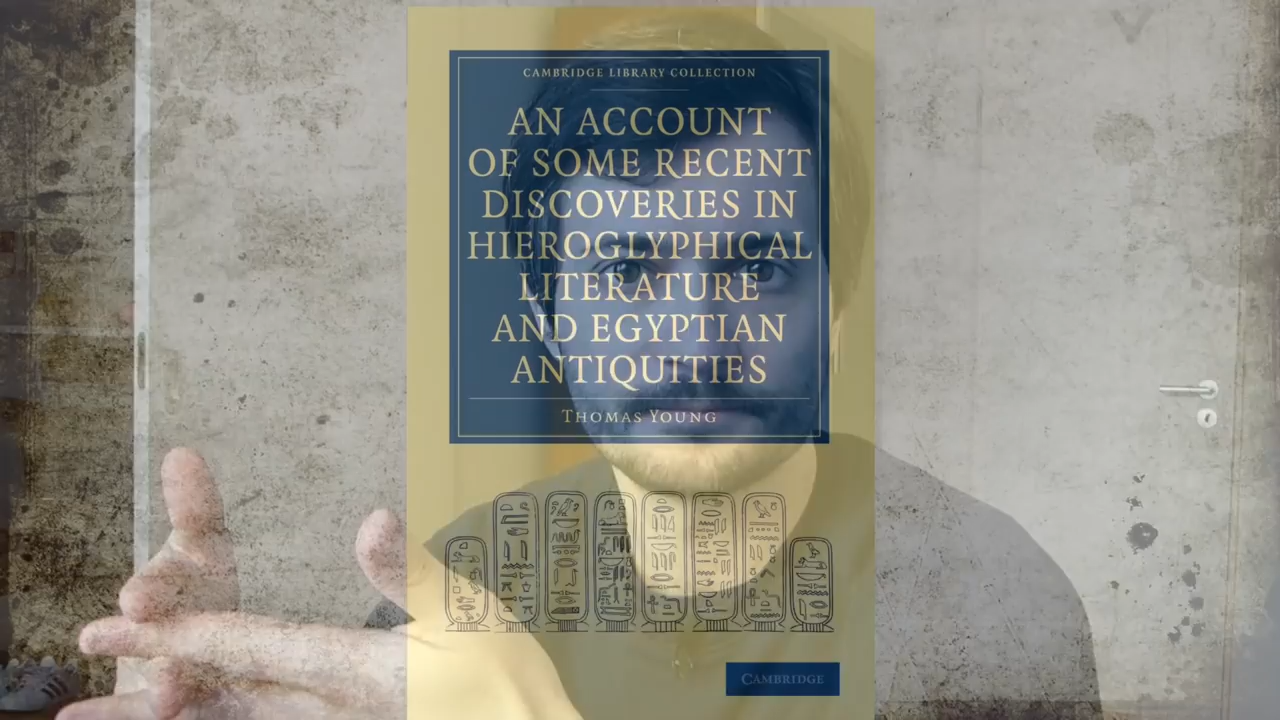 CAMBRIDGE LIBRARY COLLECTION
AN ACCOUNT
OF SOME RECENT
DISCOVERIES IN
HIEROGLYPHICAL
LITERATURE
AND EGYPTIAN
ANTIQUITIES
THOMAS YOUNG
CAMBRIDGE